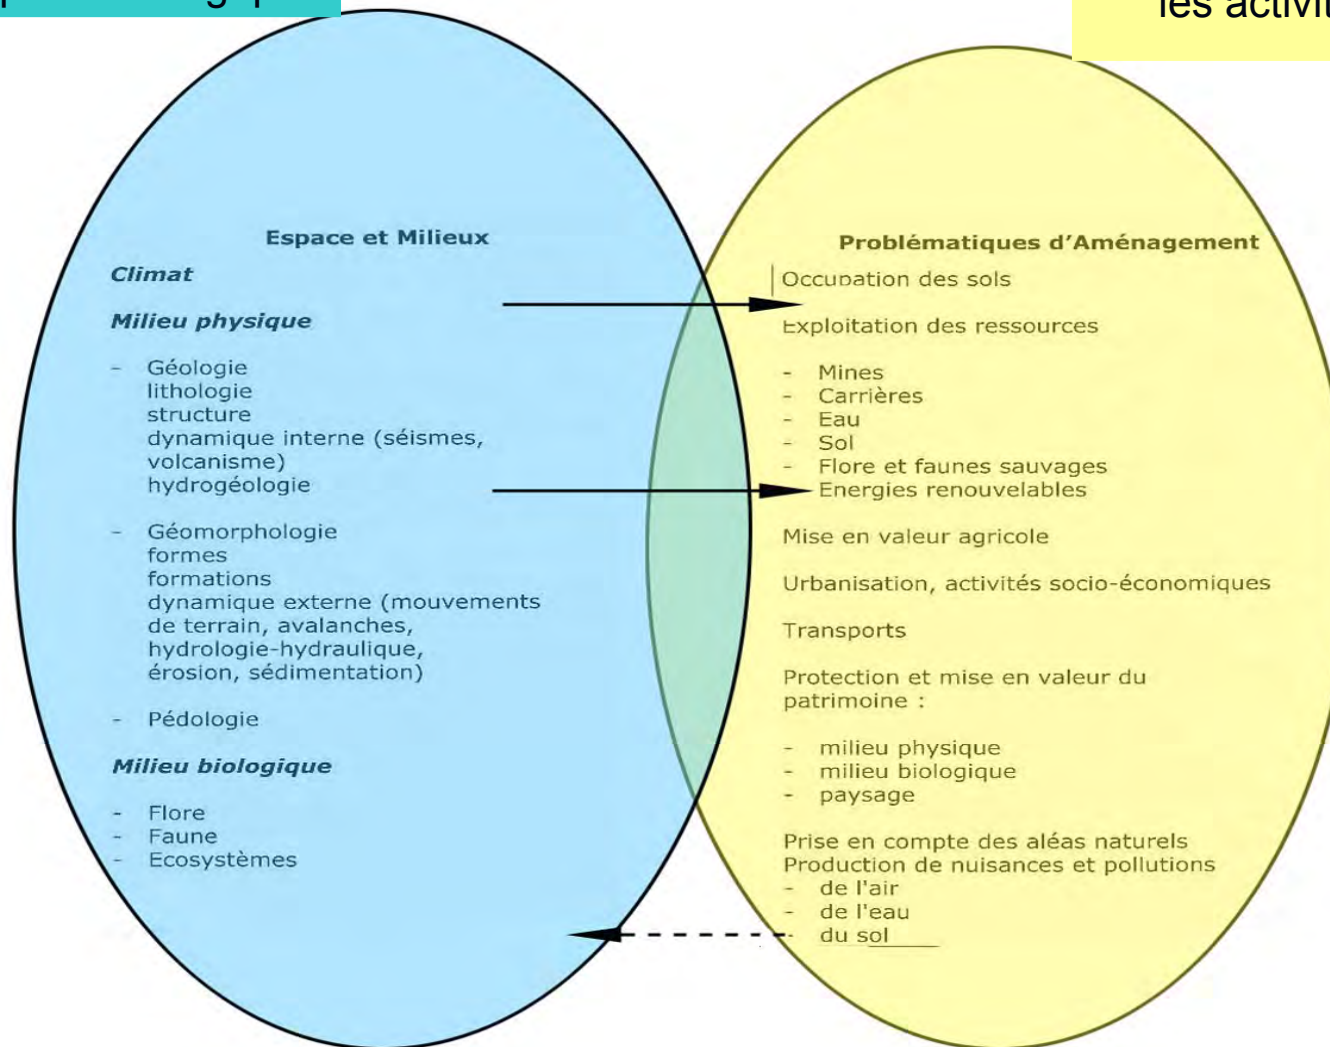 les activit
Espace et Milieux
Climat
Milieu physique
- Géologie
lithologie
structure
dynamique interne (séismes,
volcanisme)
hydrogéologie
- Géomorphologie
formes
formations
dynamique externe (mouvements
de terrain, avalanches,
hydrologie-hydraulique,
érosion, sédimentation)
- Pédologie
Milieu biologique
- Flore
- Faune
- Ecosystèmes
Problématiques d'Aménagement
Occupation des sols
Exploitation des ressources
- Mines
- Carrières
- Eau
- Sol
- Flore et faunes sauvages
Energies renouvelables
Mise en valeur agricole
Urbanisation, activités socio-économiques
Transports
Protection et mise en valeur du
patrimoine :
- milieu physique
- milieu biologique
- paysage
Prise en compte des aléas naturels
Production de nuisances et pollutions
- de l'air
- de l'eau
- du sol